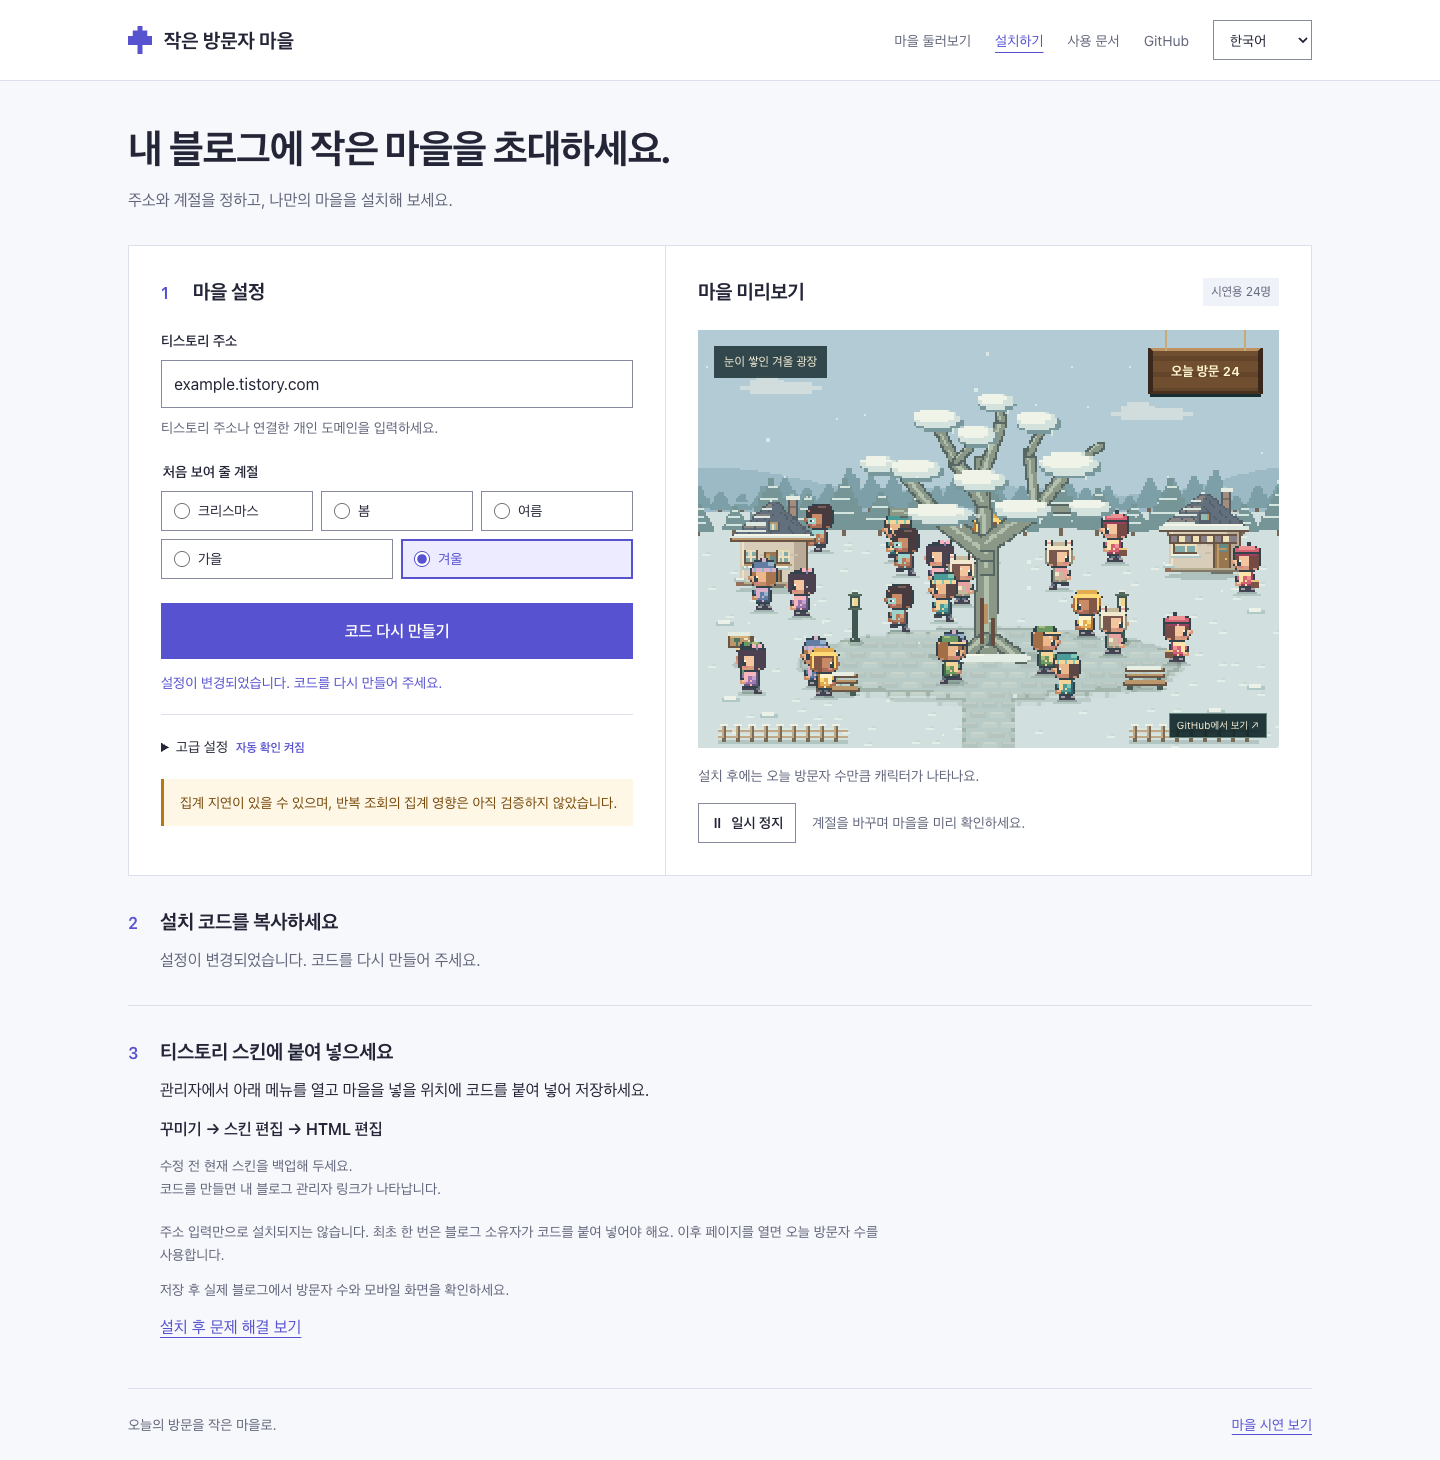 작은 방문자 마을
마을 둘러보기
설치하기
사용 문서
GitHub
한국어
내 블로그에 작은 마을을 초대하세요.
주소와 계절을 정하고, 나만의 마을을 설치해 보세요.
1 마을 설정
티스토리 주소
example.tistory.com
티스토리 주소나 연결한 개인 도메인을 입력하세요.
처음 보여 줄 계절
크리스마스
봄
여름
가을
겨울
코드 다시 만들기
설정이 변경되었습니다. 코드를 다시 만들어 주세요.
고급 설정 자동 확인 켜짐
집계 지연이 있을 수 있으며, 반복 조회의 집계 영향은 아직 검증하지 않았습니다.
마을 미리보기
시연용 24명
눈이 쌓인 겨울 광장
오늘 방문 24
GitHub에서 보기 ↗
설치 후에는 오늘 방문자 수만큼 캐릭터가 나타나요.
일시 정지
계절을 바꾸며 마을을 미리 확인하세요.
2 설치 코드를 복사하세요
설정이 변경되었습니다. 코드를 다시 만들어 주세요.
3 티스토리 스킨에 붙여 넣으세요
관리자에서 아래 메뉴를 열고 마을을 넣을 위치에 코드를 붙여 넣어 저장하세요.
꾸미기 → 스킨 편집 → HTML 편집
수정 전 현재 스킨을 백업해 두세요.
코드를 만들면 내 블로그 관리자 링크가 나타납니다.
주소 입력만으로 설치되지는 않습니다. 최초 한 번은 블로그 소유자가 코드를 붙여 넣어야 해요. 이후 페이지를 열면 오늘 방문자 수를
사용합니다.
저장 후 실제 블로그에서 방문자 수와 모바일 화면을 확인하세요.
설치 후 문제 해결 보기
오늘의 방문을 작은 마을로.
마을 시연 보기